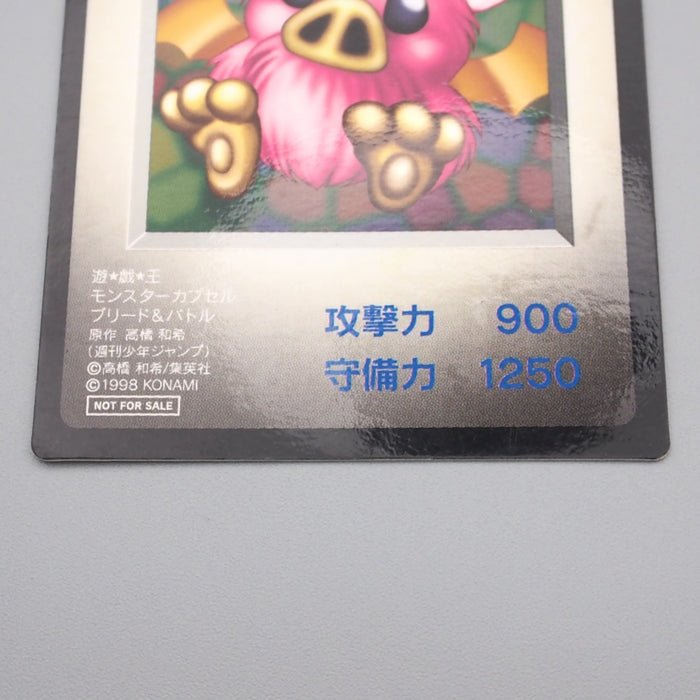 遊★戯★王
モンスターカプセル
ブリード&バトル
原作 高橋 和希
(週刊少年ジャンプ)
©高橋 和希/集英社
©1998 KONAMI
NOT FOR SALE
攻撃力 900
守備力 1250